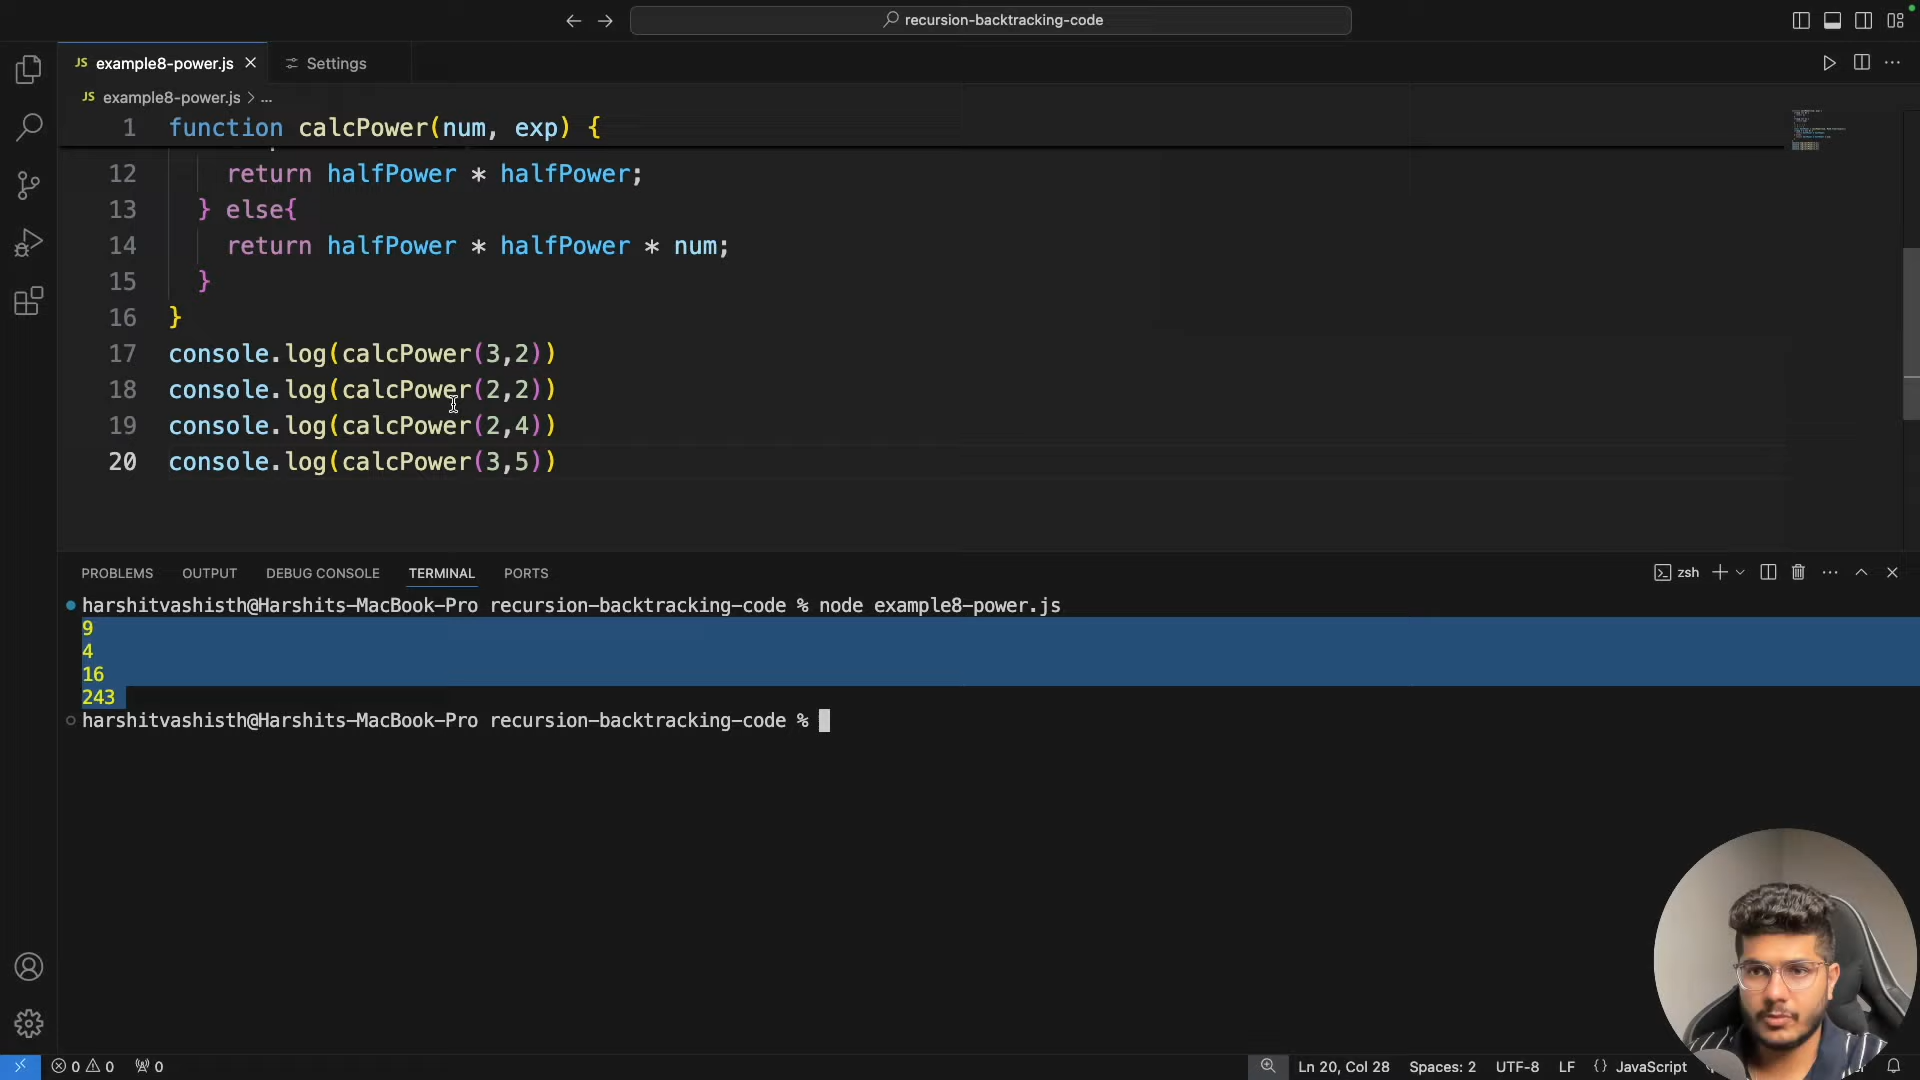 recursion-backtracking-code
JS example8-power.js
Settings
JS example8-power.js > ...
1 function calcPower(num, exp) {
12 return halfPower * halfPower;
13 } else{
14 return halfPower * halfPower * num;
15 }
16 }
17 console.log(calcPower(3,2))
18 console.log(calcPower(2,2))
19 console.log(calcPower(2,4))
20 console.log(calcPower(3,5))
PROBLEMS OUTPUT DEBUG CONSOLE TERMINAL PORTS
zsh
harshitvashisth@Harshits-MacBook-Pro recursion-backtracking-code % node example8-power.js
9
4
16
243
harshitvashisth@Harshits-MacBook-Pro recursion-backtracking-code %
0 0 0 Ln 20, Col 28 Spaces: 2 UTF-8 LF {} JavaScript